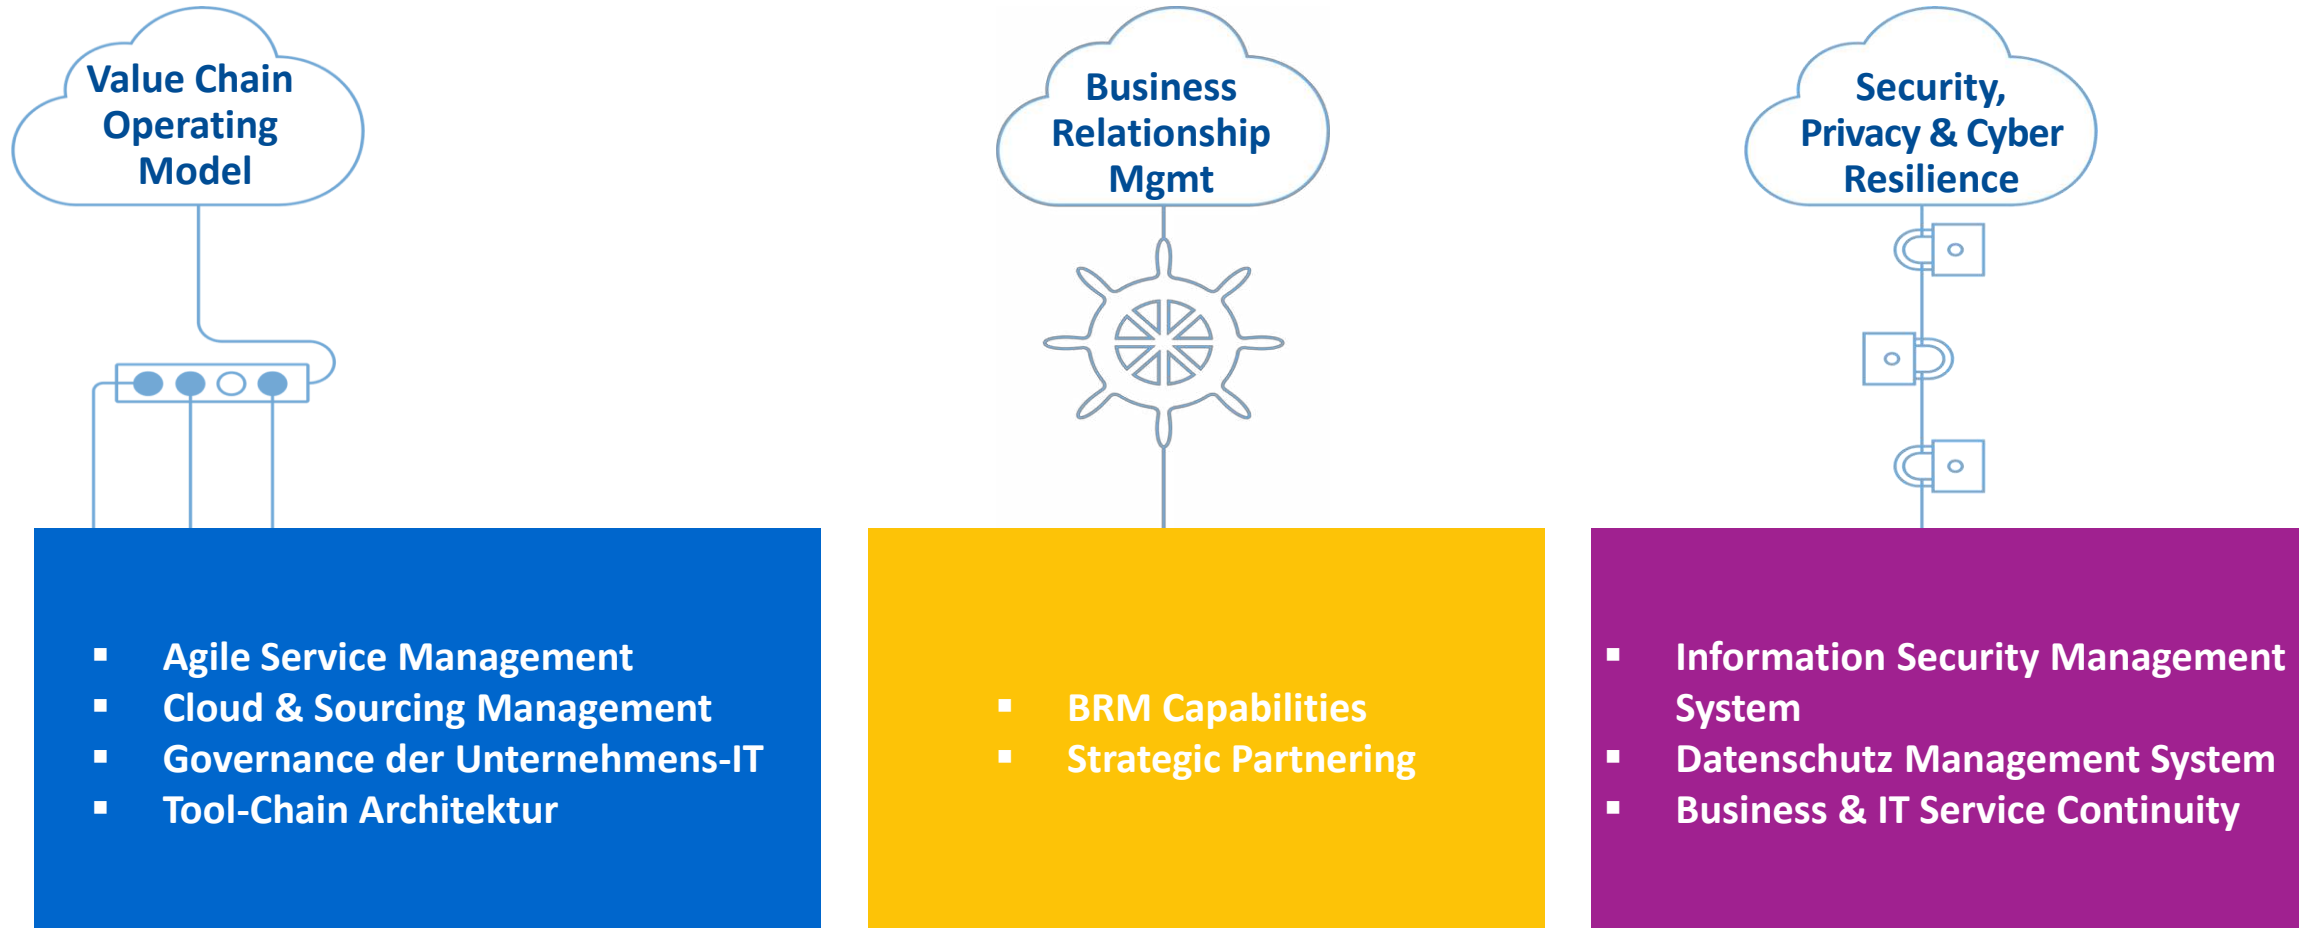 Value Chain
Operating
Model
Business
Relationship
Mgmt
Security,
Privacy & Cyber
Resilience
▪ Agile Service Management
▪ Cloud & Sourcing Management
▪ Governance der Unternehmens-IT
▪ Tool-Chain Architektur
▪ BRM Capabilities
▪ Strategic Partnering
▪ Information Security Management
System
▪ Datenschutz Management System
▪ Business & IT Service Continuity